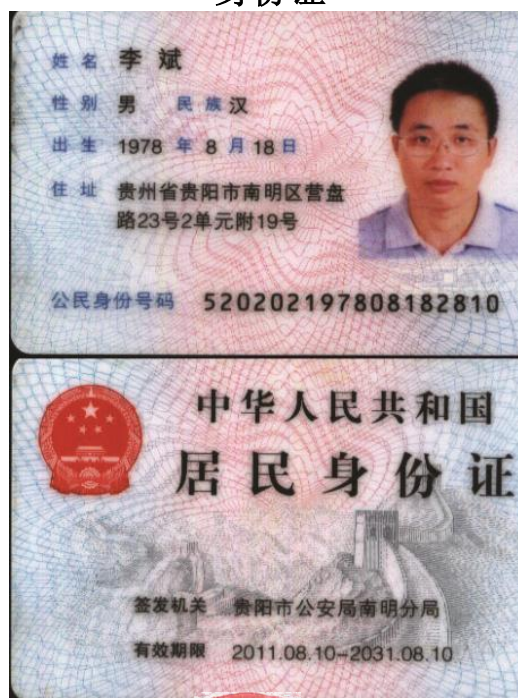 身份证
姓名 李斌
性别 男 民族 汉
出生 1978 年 8 月 18 日
住址 贵州省贵阳市南明区营盘
路23号2单元附19号
公民身份号码 520202197808182810
中华人民共和国
居民身份证
签发机关 贵阳市公安局南明分局
有效期限 2011.08.10-2031.08.10